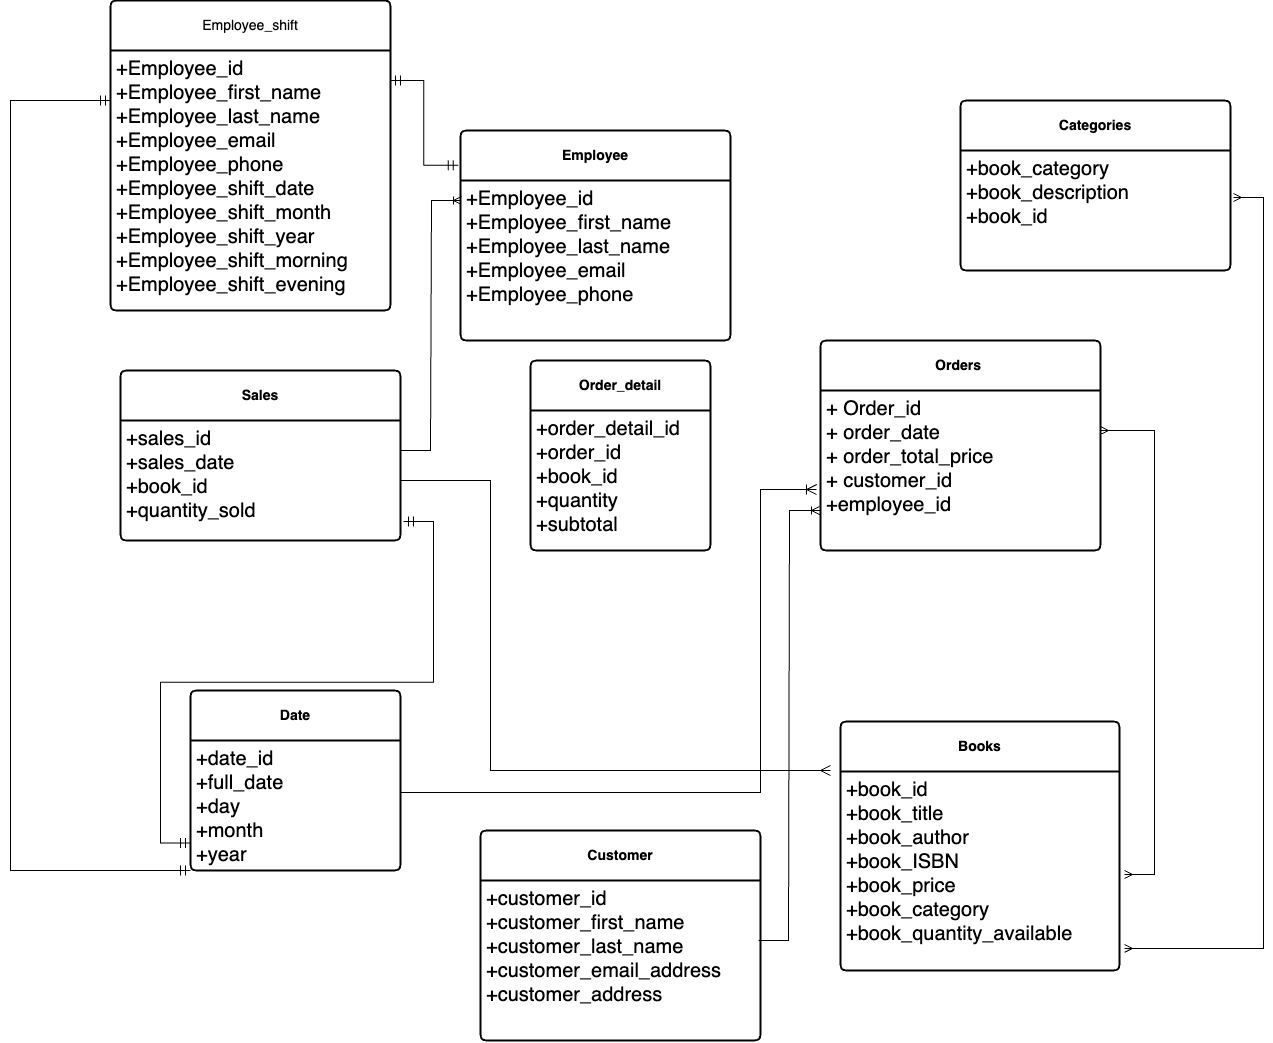 Employee_shift
+Employee_id
+Employee_first_name
+Employee_last_name
+Employee_email
+Employee_phone
+Employee_shift_date
+Employee_shift_month
+Employee_shift_year
+Employee_shift_morning
+Employee_shift_evening
Employee
+Employee_id
+Employee_first_name
+Employee_last_name
+Employee_email
+Employee_phone
Categories
+book_category
+book_description
+book_id
Sales
+sales_id
+sales_date
+book_id
+quantity_sold
Order_detail
+order_detail_id
+order_id
+book_id
+quantity
+subtotal
Orders
+ Order_id
+ order_date
+ order_total_price
+ customer_id
+employee_id
Date
+date_id
+full_date
+day
+month
+year
Customer
+customer_id
+customer_first_name
+customer_last_name
+customer_email_address
+customer_address
Books
+book_id
+book_title
+book_author
+book_ISBN
+book_price
+book_category
+book_quantity_available